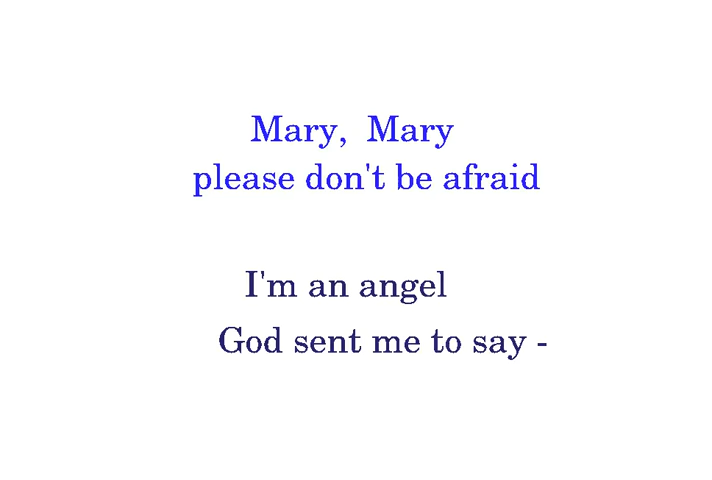 Mary,  Mary
please don't be afraid
I'm an angel
God sent me to say -